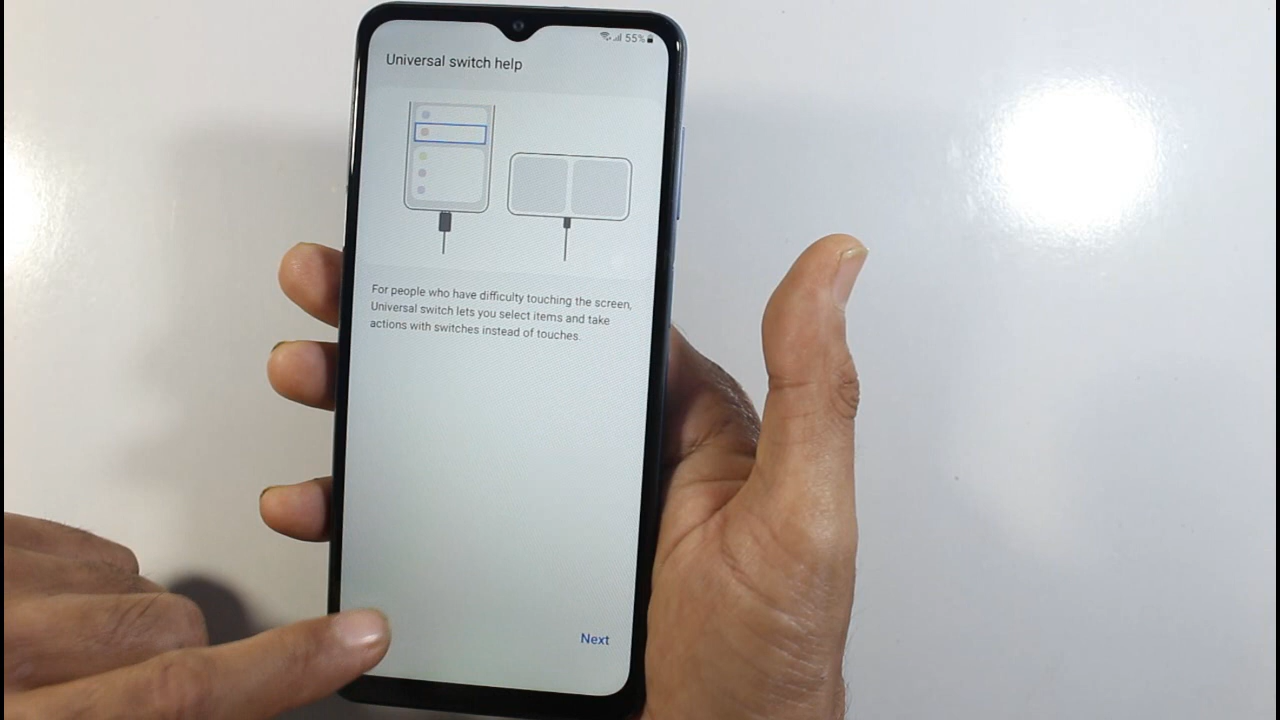 55%
Universal switch help
For people who have difficulty touching the screen,
Universal switch lets you select items and take
actions with switches instead of touches.
Next